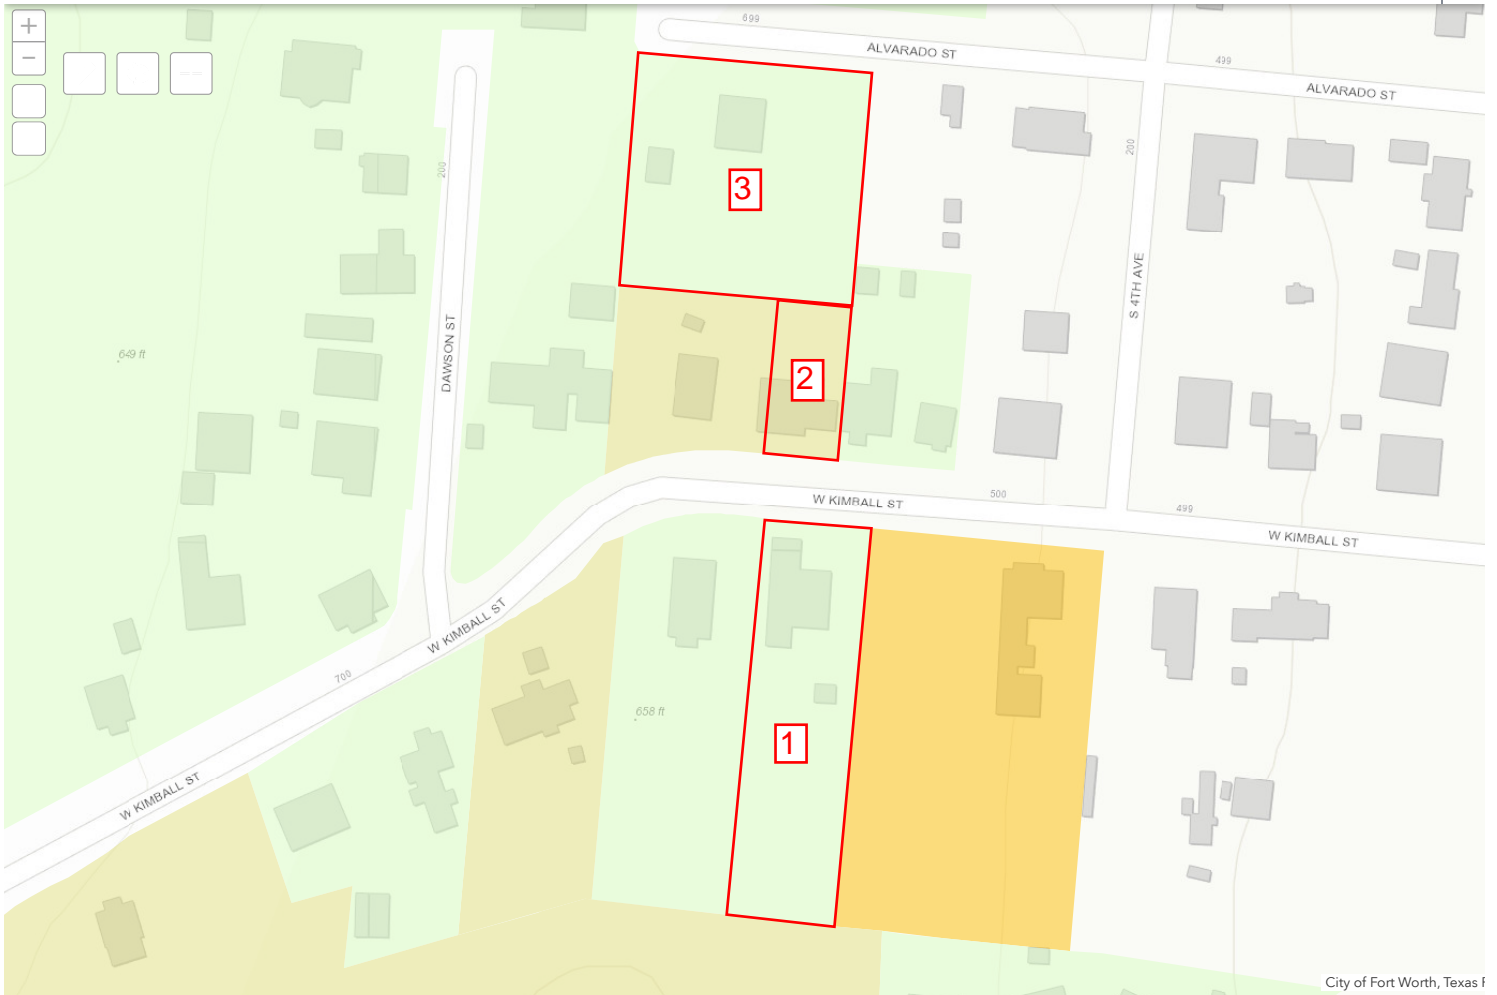 +
699
ALVARADO ST
499
ALVARADO ST
−
200
200
3
S 4TH AVE
DAWSON ST
649 ft
2
500
W KIMBALL ST
499
W KIMBALL ST
W KIMBALL ST
700
658 ft
1
W KIMBALL ST
City of Fort Worth, Texas